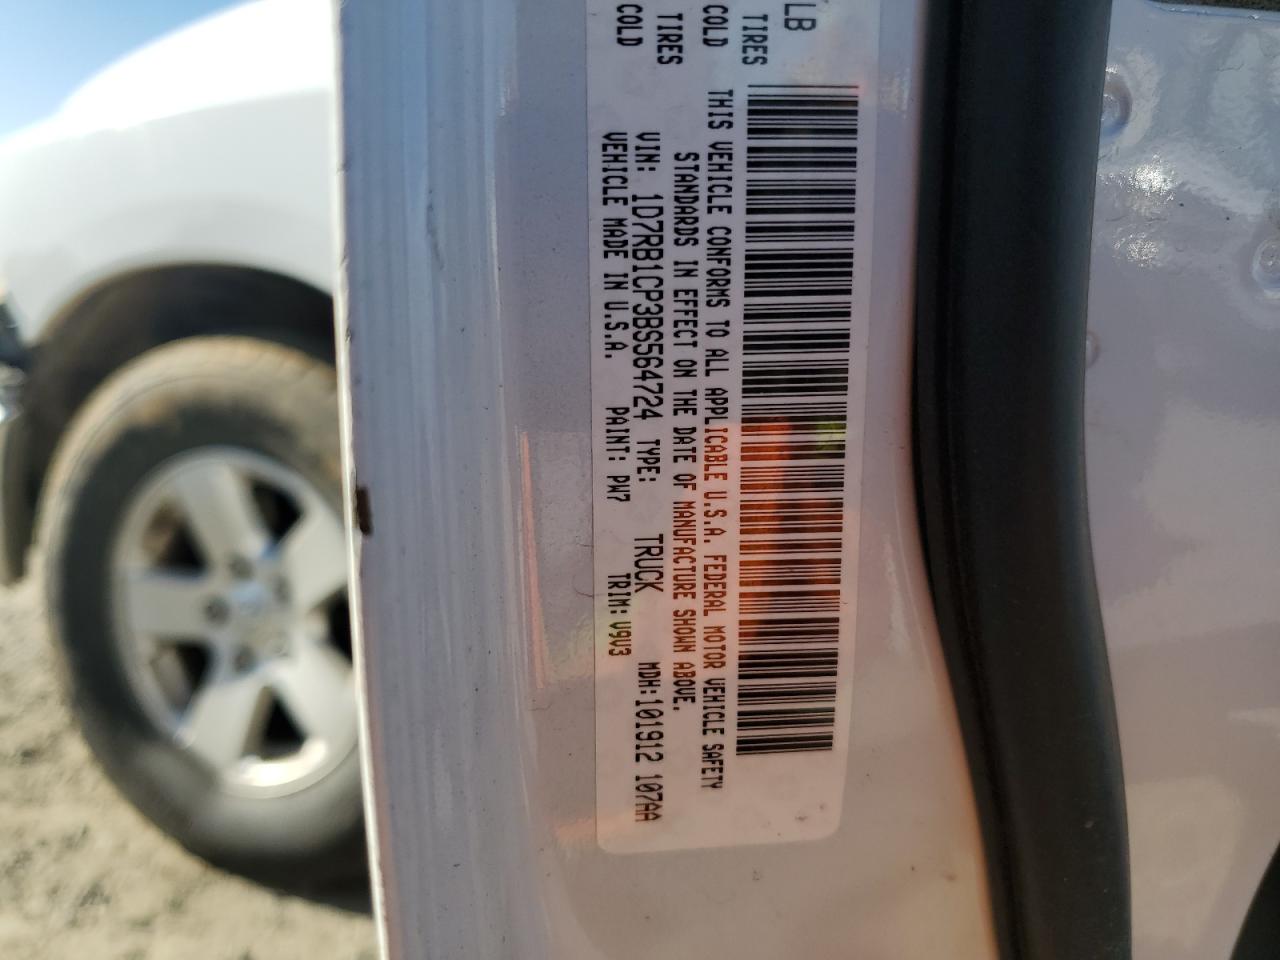 LB
TIRES COLD
TIRES COLD
THIS VEHICLE CONFORMS TO ALL APPLICABLE U.S.A. FEDERAL MOTOR VEHICLE SAFETY
STANDARDS IN EFFECT ON THE DATE OF MANUFACTURE SHOWN ABOVE.
VIN: 1D7RB1CP3BS564724 TYPE: TRUCK MDH: 101912 107AA
VEHICLE MADE IN U.S.A. PAINT: PW7 TRIM: V9V3